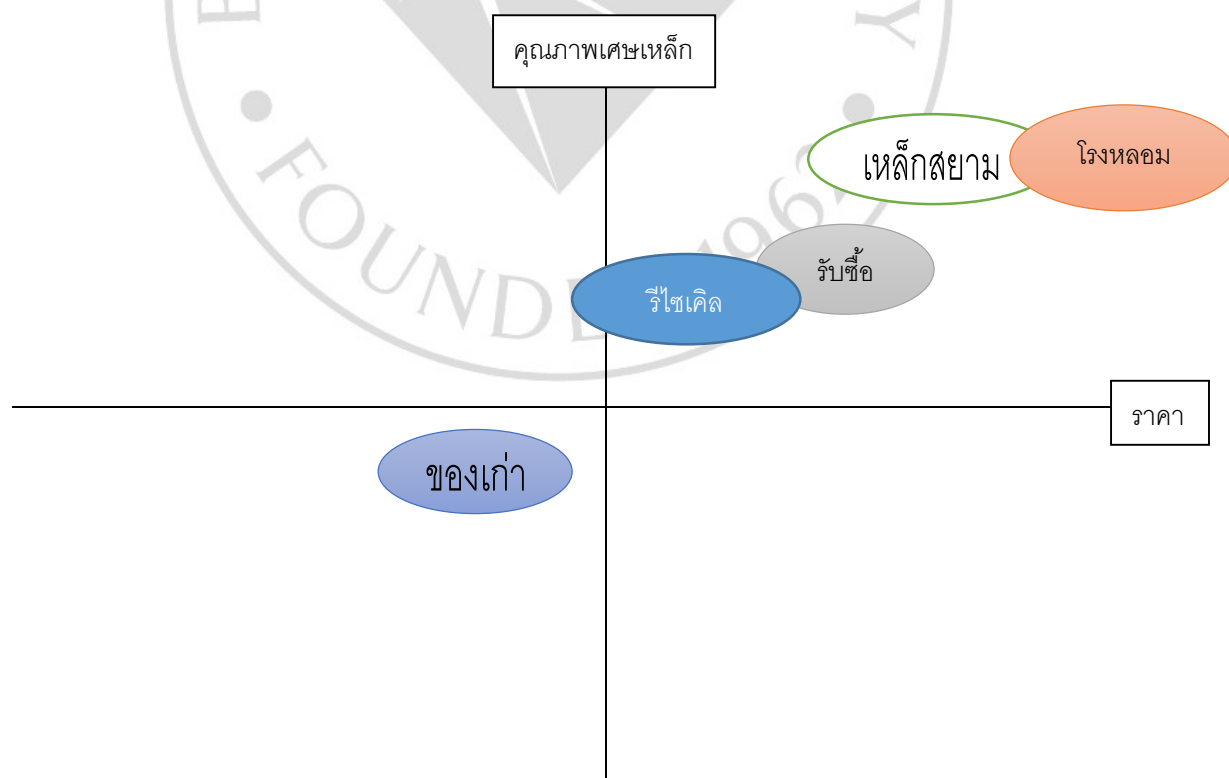 คุณภาพเศษเหล็ก
เหล็กสยาม
โรงหลอม
รับซื้อ
รีไซเคิล
ราคา
ของเก่า
FOUNDED 1962